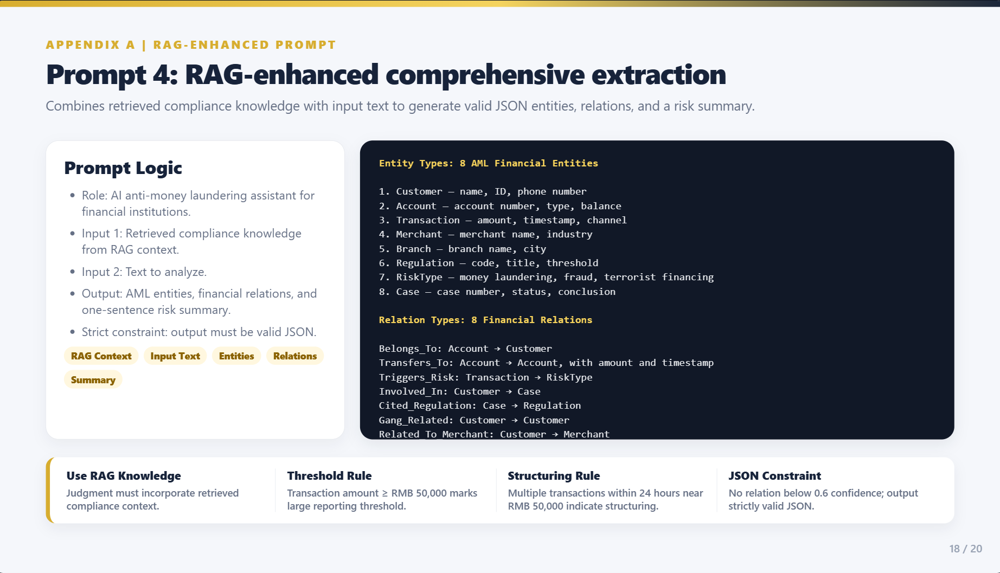 APPENDIX A | RAG-ENHANCED PROMPT
Prompt 4: RAG-enhanced comprehensive extraction
Combines retrieved compliance knowledge with input text to generate valid JSON entities, relations, and a risk summary.
Prompt Logic
• Role: AI anti-money laundering assistant for
financial institutions.
• Input 1: Retrieved compliance knowledge
from RAG context.
• Input 2: Text to analyze.
• Output: AML entities, financial relations, and
one-sentence risk summary.
• Strict constraint: output must be valid JSON.
RAG Context Input Text Entities Relations
Summary
Entity Types: 8 AML Financial Entities
1. Customer — name, ID, phone number
2. Account — account number, type, balance
3. Transaction — amount, timestamp, channel
4. Merchant — merchant name, industry
5. Branch — branch name, city
6. Regulation — code, title, threshold
7. RiskType — money laundering, fraud, terrorist financing
8. Case — case number, status, conclusion
Relation Types: 8 Financial Relations
Belongs_To: Account → Customer
Transfers_To: Account → Account, with amount and timestamp
Triggers_Risk: Transaction → RiskType
Involved_In: Customer → Case
Cited_Regulation: Case → Regulation
Gang_Related: Customer → Customer
Related_To_Merchant: Customer → Merchant
Use RAG Knowledge
Judgment must incorporate retrieved
compliance context.
Threshold Rule
Transaction amount ≥ RMB 50,000 marks
large reporting threshold.
Structuring Rule
Multiple transactions within 24 hours near
RMB 50,000 indicate structuring.
JSON Constraint
No relation below 0.6 confidence; output
strictly valid JSON.
18 / 20